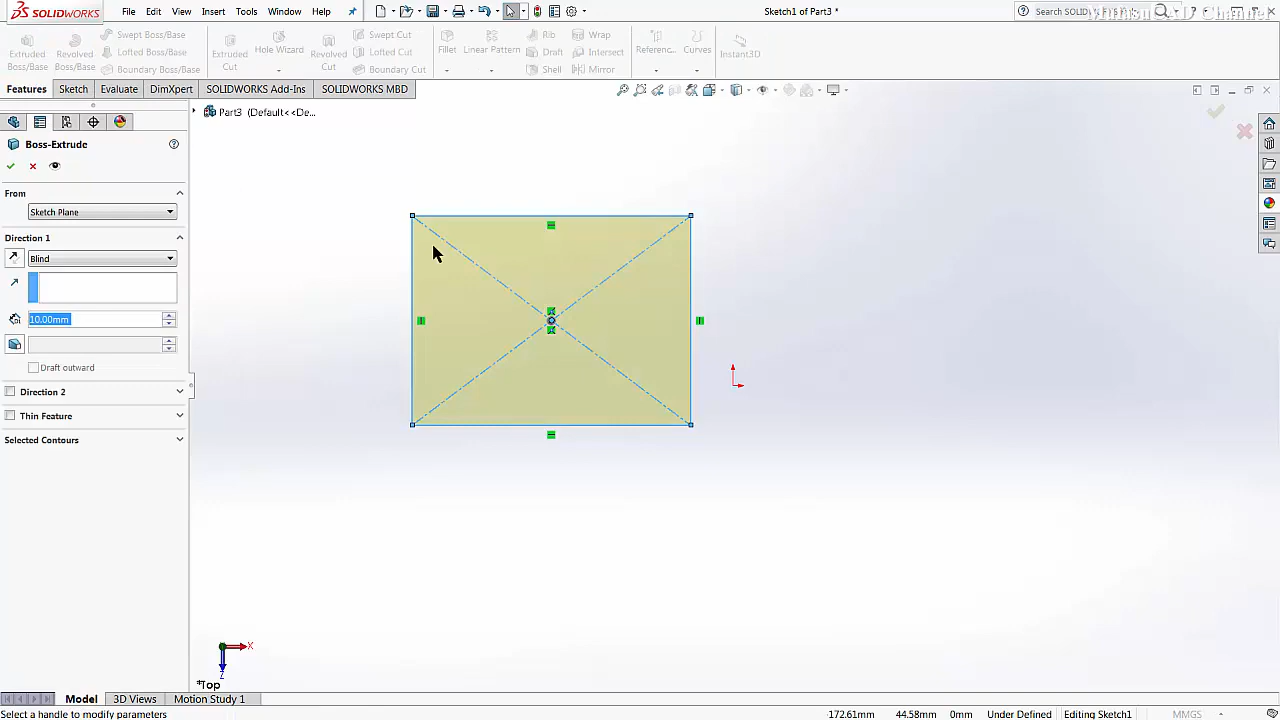 SOLIDWORKS File Edit View Insert Tools Window Help Sketch1 of Part3 *
Extruded Boss/Base Revolved Boss/Base Swept Boss/Base Lofted Boss/Base Boundary Boss/Base Extruded Cut Hole Wizard Revolved Cut Swept Cut Lofted Cut Boundary Cut Fillet Linear Pattern Rib Draft Shell Wrap Intersect Mirror Referenc... Curves Instant3D
Features Sketch Evaluate DimXpert SOLIDWORKS Add-Ins SOLIDWORKS MBD
Part3 (Default<<De...
Boss-Extrude
From
Sketch Plane
Direction 1
Blind
10.00mm
Draft outward
Direction 2
Thin Feature
Selected Contours
X
Z
*Top
Model 3D Views Motion Study 1
Select a handle to modify parameters -172.61mm 44.58mm 0mm Under Defined Editing Sketch1 MMGS